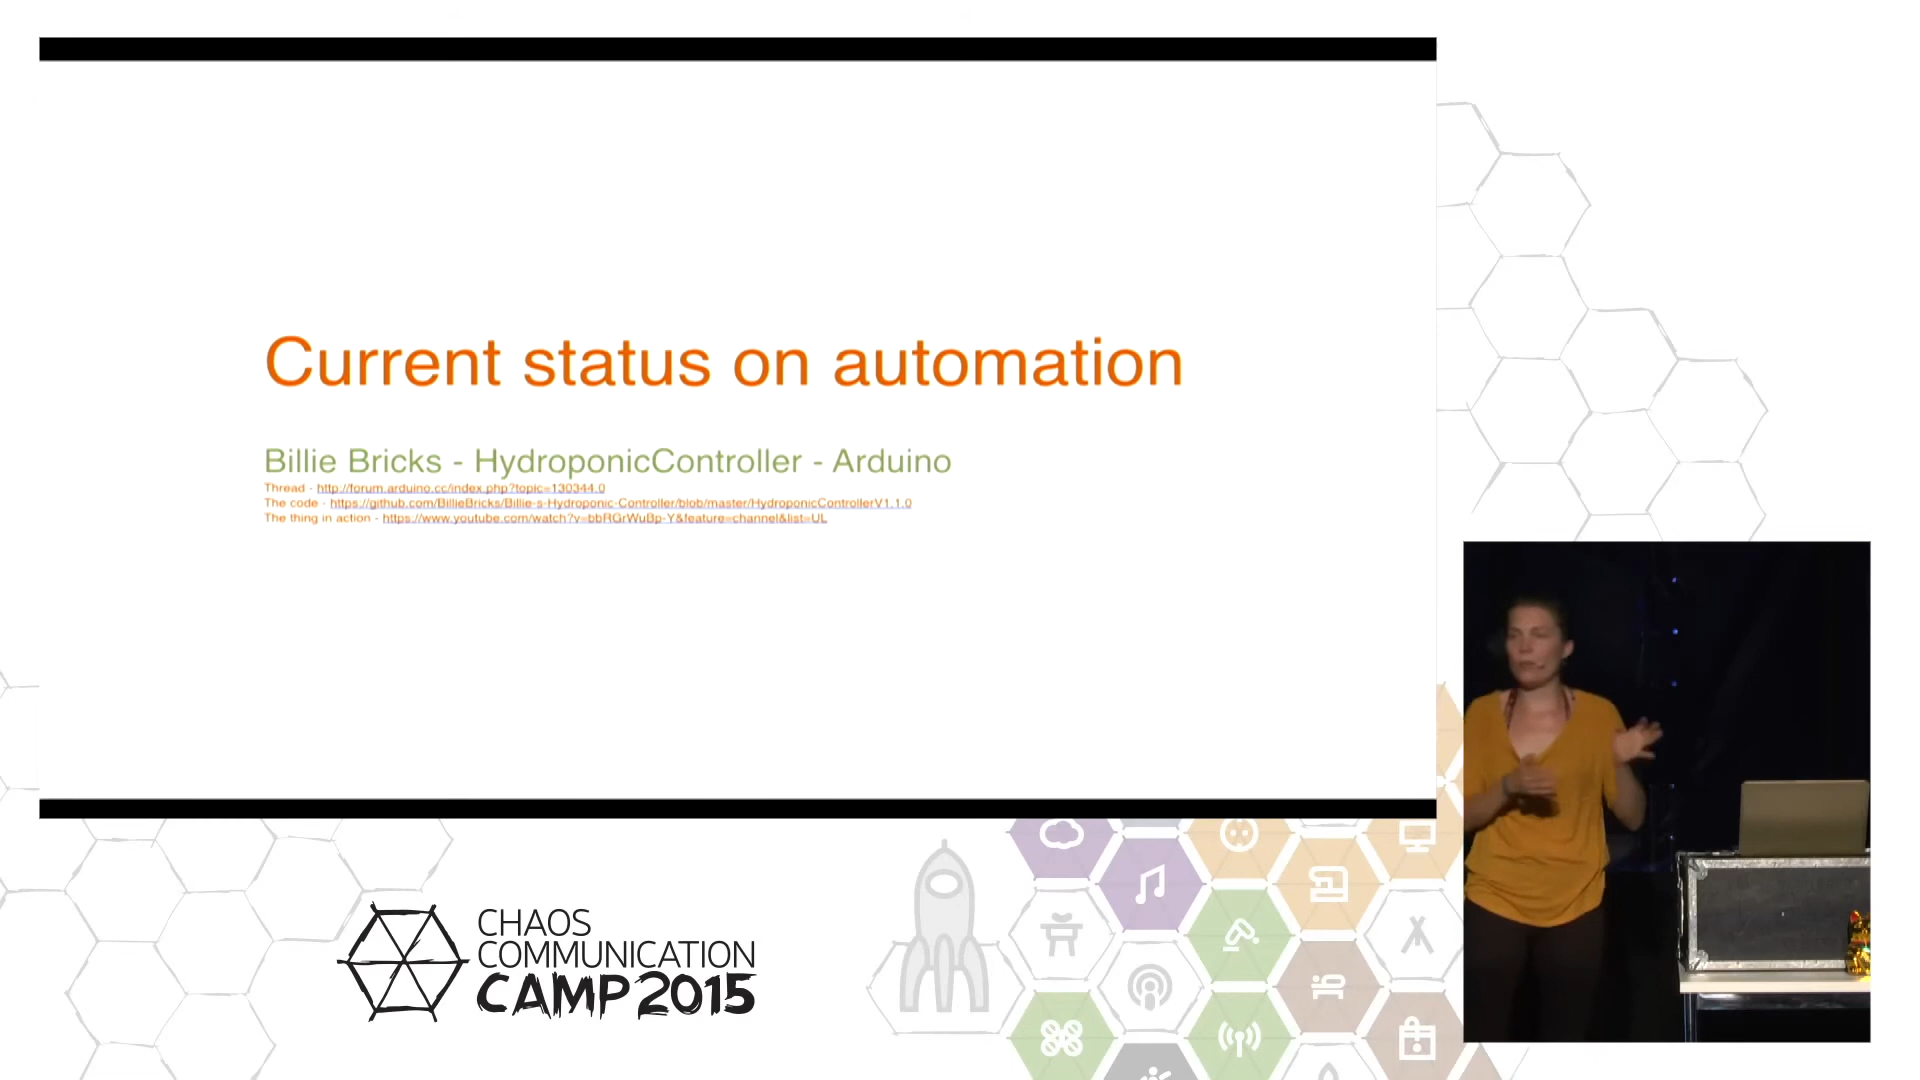 Current status on automation
Billie Bricks - HydroponicController - Arduino
Thread - http://forum.arduino.cc/index.php?topic=130344.0
The code - https://github.com/BillieBricks/Billie-s-Hydroponic-Controller/blob/master/HydroponicControllerV1.1.0
The thing in action - https://www.youtube.com/watch?v=bbRGrWuBp-Y&feature=channel&list=UL
CHAOS
COMMUNICATION
CAMP 2015